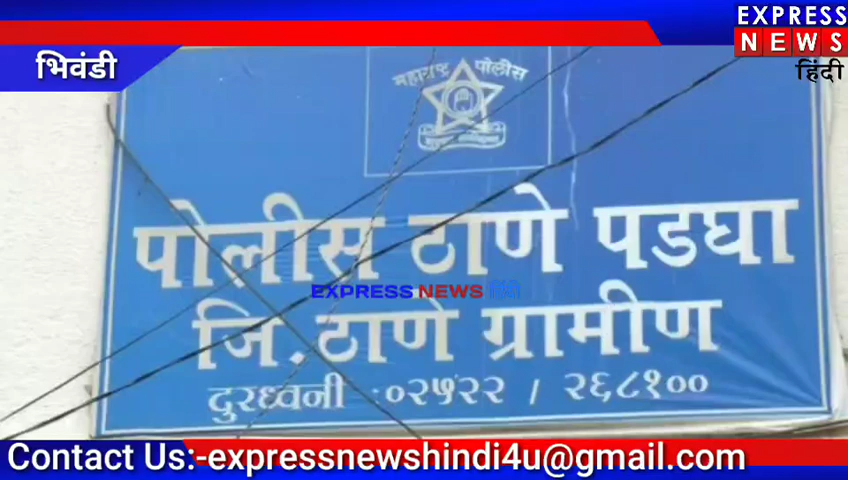 EXPRESS
NEWS
हिंदी
भिवंडी
महाराष्ट्र पोलीस
पोलीस ठाणे पडघा
EXPRESS NEWS हिंदी
जि.ठाणे ग्रामीण
दुरध्वनी :०२५२२ / २६८१००
Contact Us:-expressnewshindi4u@gmail.com